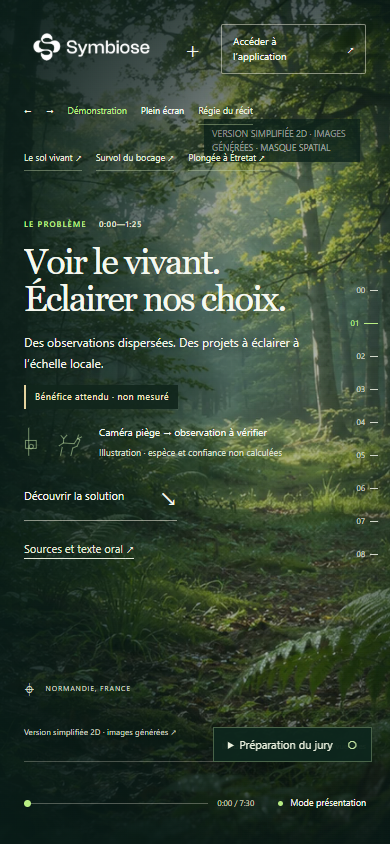 Symbiose
+
Accéder à
l'application ↗
← → Démonstration Plein écran Régie du récit
VERSION SIMPLIFIÉE 2D · IMAGES
GÉNÉRÉES · MASQUE SPATIAL
Le sol vivant ↗ Survol du bocage ↗ Plongée à Étretat ↗
LE PROBLÈME 0:00—1:25
Voir le vivant.
Éclairer nos choix.
Des observations dispersées. Des projets à éclairer à
l'échelle locale.
Bénéfice attendu · non mesuré
Caméra piège → observation à vérifier
Illustration · espèce et confiance non calculées
Découvrir la solution ↘
Sources et texte oral ↗
00
01
02
03
04
05
06
07
08
NORMANDIE, FRANCE
Version simplifiée 2D · images générées ↗
▶ Préparation du jury
0:00 / 7:30
Mode présentation